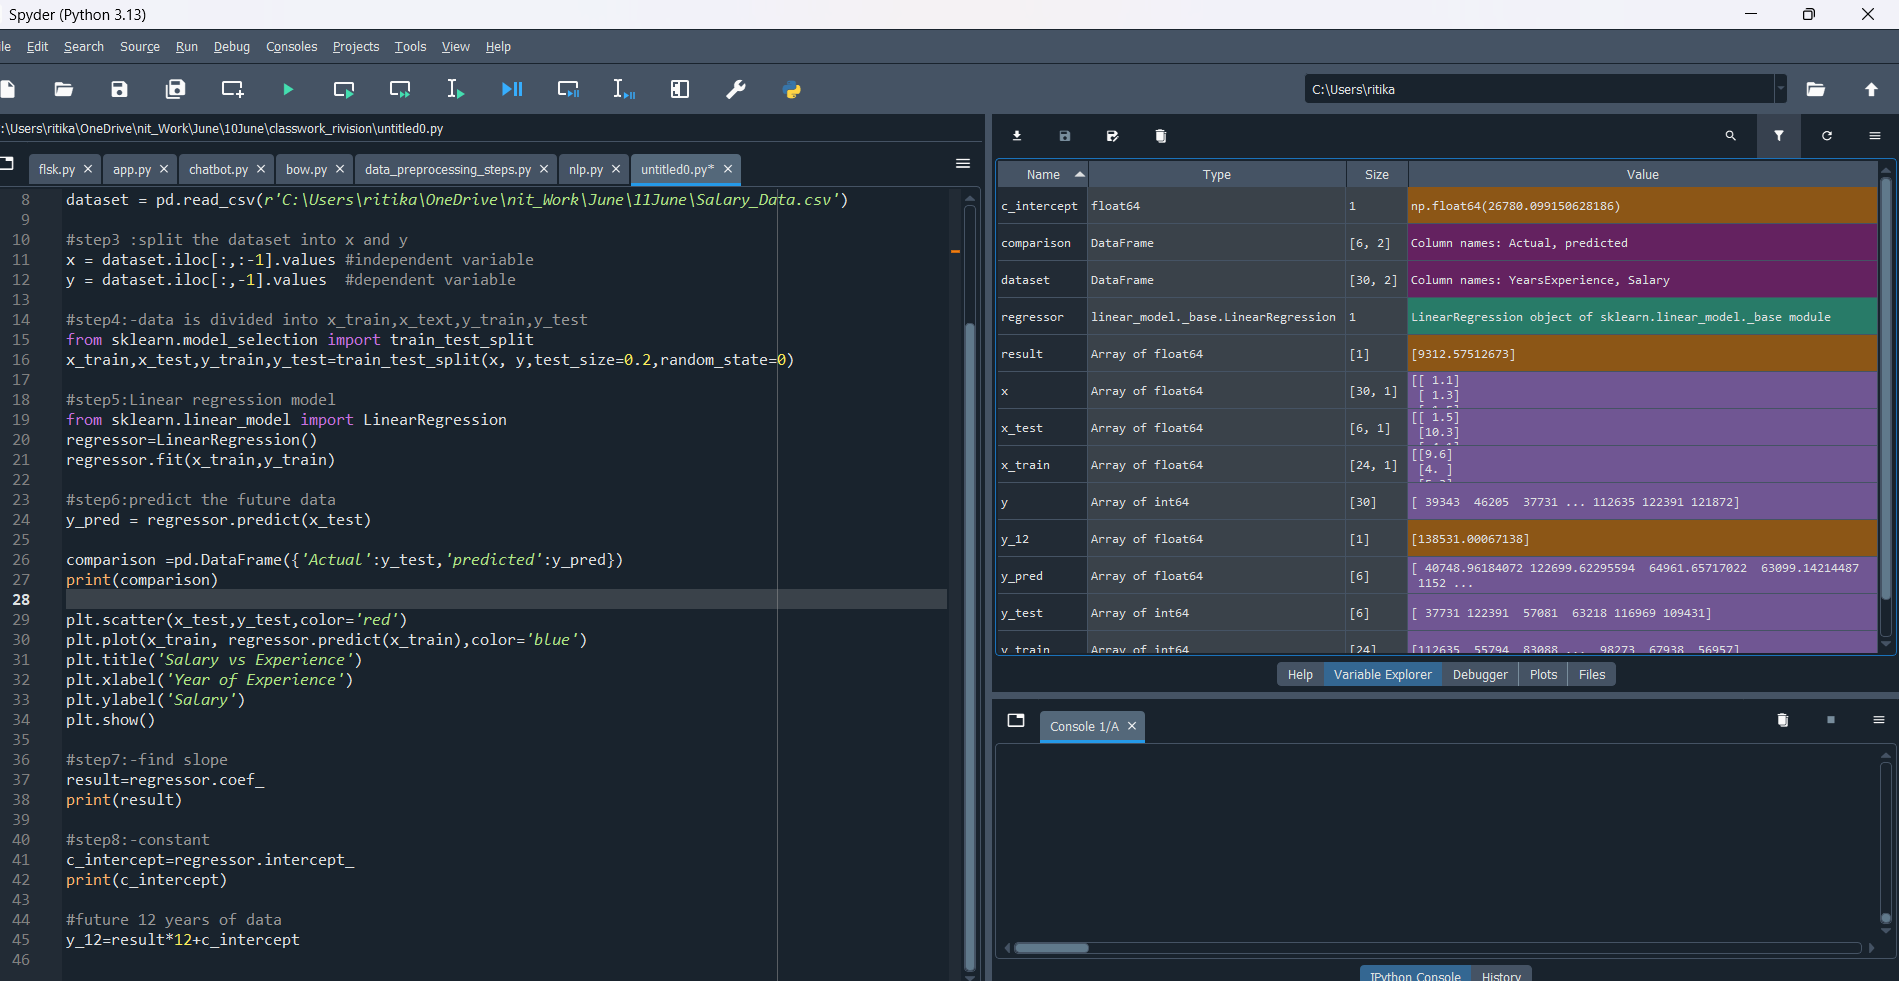 Spyder (Python 3.13)
le Edit Search Source Run Debug Consoles Projects Tools View Help
C:\Users\ritika
:\Users\ritika\OneDrive\nit_Work\June\10June\classwork_rivision\untitled0.py
flsk.py app.py chatbot.py bow.py data_preprocessing_steps.py nlp.py untitled0.py*
8 dataset = pd.read_csv(r'C:\Users\ritika\OneDrive\nit_Work\June\11June\Salary_Data.csv')
9
10 #step3 :split the dataset into x and y
11 x = dataset.iloc[:,:-1].values #independent variable
12 y = dataset.iloc[:,-1].values  #dependent variable
13
14 #step4:-data is divided into x_train,x_text,y_train,y_test
15 from sklearn.model_selection import train_test_split
16 x_train,x_test,y_train,y_test=train_test_split(x, y,test_size=0.2,random_state=0)
17
18 #step5:Linear regression model
19 from sklearn.linear_model import LinearRegression
20 regressor=LinearRegression()
21 regressor.fit(x_train,y_train)
22
23 #step6:predict the future data
24 y_pred = regressor.predict(x_test)
25
26 comparison =pd.DataFrame({'Actual':y_test,'predicted':y_pred})
27 print(comparison)
28
29 plt.scatter(x_test,y_test,color='red')
30 plt.plot(x_train, regressor.predict(x_train),color='blue')
31 plt.title('Salary vs Experience')
32 plt.xlabel('Year of Experience')
33 plt.ylabel('Salary')
34 plt.show()
35
36 #step7:-find slope
37 result=regressor.coef_
38 print(result)
39
40 #step8:-constant
41 c_intercept=regressor.intercept_
42 print(c_intercept)
43
44 #future 12 years of data
45 y_12=result*12+c_intercept
46
Name Type Size Value
c_intercept float64 1 np.float64(26780.099150628186)
comparison DataFrame [6, 2] Column names: Actual, predicted
dataset DataFrame [30, 2] Column names: YearsExperience, Salary
regressor linear_model._base.LinearRegression 1 LinearRegression object of sklearn.linear_model._base module
result Array of float64 [1] [9312.57512673]
x Array of float64 [30, 1] [[ 1.1]
[ 1.3]
x_test Array of float64 [6, 1] [[ 1.5]
[10.3]
x_train Array of float64 [24, 1] [[9.6]
[4. ]
y Array of int64 [30] [ 39343  46205  37731 ... 112635 122391 121872]
y_12 Array of float64 [1] [138531.00067138]
y_pred Array of float64 [6] [ 40748.96184072 122699.62295594  64961.65717022  63099.14214487
1152 ...
y_test Array of int64 [6] [ 37731 122391  57081  63218 116969 109431]
y_train Array of int64 [24] [112635  55794  83088 ...  98273  67938  56957]
Help Variable Explorer Debugger Plots Files
Console 1/A
IPython Console History